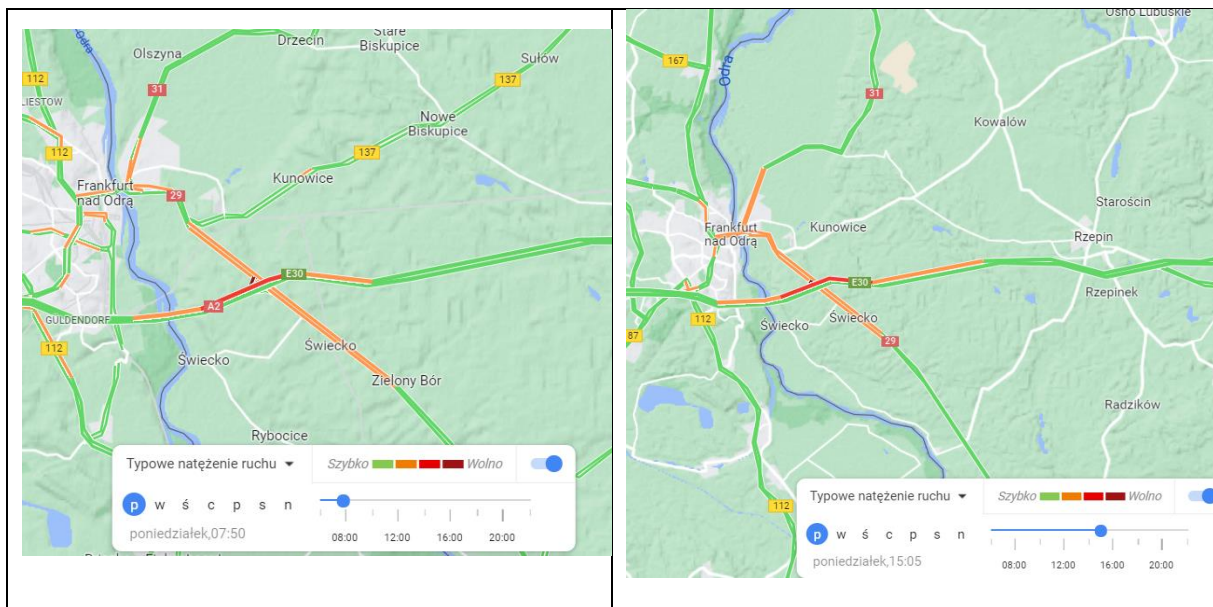 Odra
Olszyna
Drzecin
Stare
Biskupice
Sułów
112
31
137
LIESTOW
112
Nowe
Biskupice
137
Frankfurt
nad Odrą
29
Kunowice
E30
A2
GULDENDORF
112
Świecko
Świecko
Zielony Bór
Rybocice
Typowe natężenie ruchu
Szybko
Wolno
p w ś c p s n
poniedziałek,07:50
08:00 12:00 16:00 20:00
Ośno Lubuskie
167
Odra
31
Kowalów
Starościn
Frankfurt
nad Odrą
Kunowice
Rzepin
E30
Rzepinek
112
87
Świecko
Świecko
29
Radzików
112
Typowe natężenie ruchu
Szybko
Wolno
p w ś c p s n
poniedziałek,15:05
08:00 12:00 16:00 20:00